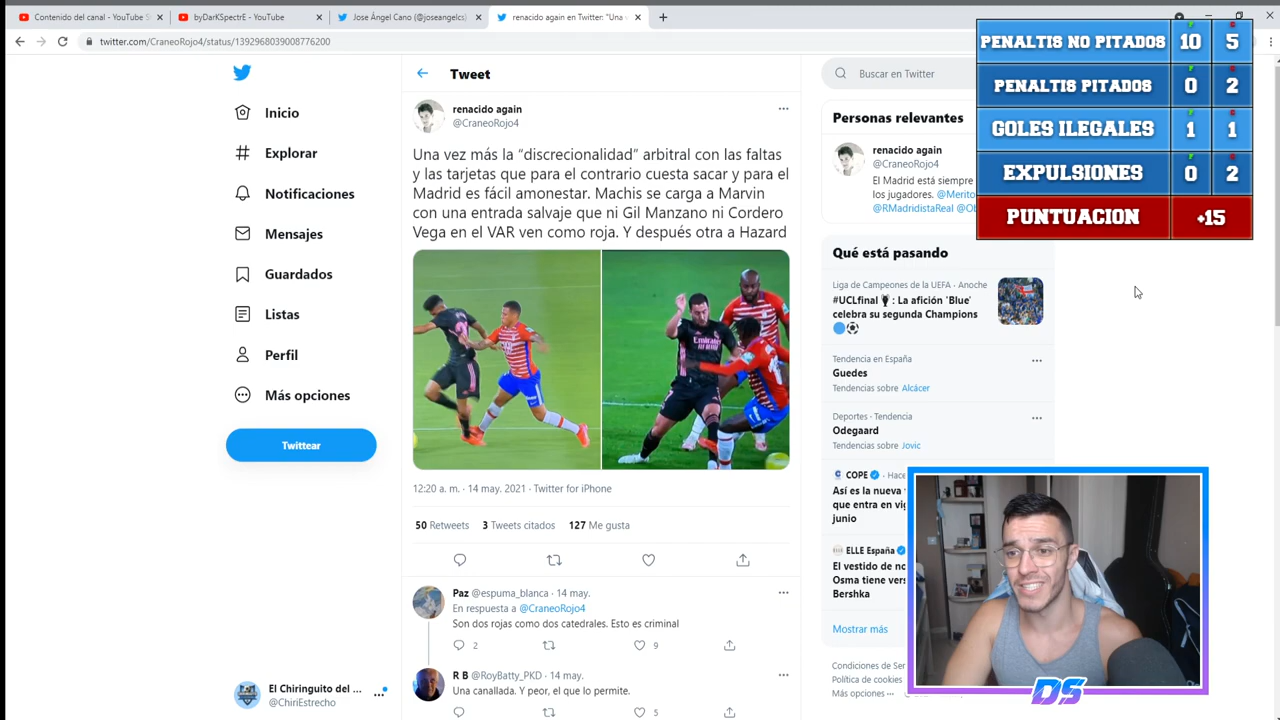 Contenido del canal - YouTube S
byDarKSpectrE - YouTube
Jose Ángel Cano (@joseangelcs
renacido again en Twitter: "Una v
twitter.com/CraneoRojo4/status/1392968039008776200
Inicio
Explorar
Notificaciones
Mensajes
Guardados
Listas
Perfil
Más opciones
Twittear
El Chiringuito del ...
@ChiriEstrecho
Tweet
renacido again
@CraneoRojo4
Una vez más la “discrecionalidad” arbitral con las faltas
y las tarjetas que para el contrario cuesta sacar y para el
Madrid es fácil amonestar. Machis se carga a Marvin
con una entrada salvaje que ni Gil Manzano ni Cordero
Vega en el VAR ven como roja. Y después otra a Hazard
Emirates
12:20 a. m. · 14 may. 2021 · Twitter for iPhone
50 Retweets 3 Tweets citados 127 Me gusta
Paz @espuma_blanca · 14 may.
En respuesta a @CraneoRojo4
Son dos rojas como dos catedrales. Esto es criminal
2 9
R B @RoyBatty_PKD · 14 may.
Una canallada. Y peor, el que lo permite.
5
Buscar en Twitter
Personas relevantes
renacido again
@CraneoRojo4
El Madrid está siempre
los jugadores. @Merito
@RMadridistaReal @Ob
Qué está pasando
Liga de Campeones de la UEFA · Anoche
#UCLfinal 🏆: La afición 'Blue'
celebra su segunda Champions
🔵⚽
Tendencia en España
Guedes
Tendencias sobre Alcácer
Deportes · Tendencia
Odegaard
Tendencias sobre Jovic
COPE · Hace
Así es la nueva
que entra en vig
junio
ELLE España
El vestido de no
Osma tiene vers
Bershka
Mostrar más
Condiciones de Ser
Política de cookies
Más opciones ···
PENALTIS NO PITADOS 10 5
PENALTIS PITADOS 0 2
GOLES ILEGALES 1 1
EXPULSIONES 0 2
PUNTUACION +15
DS